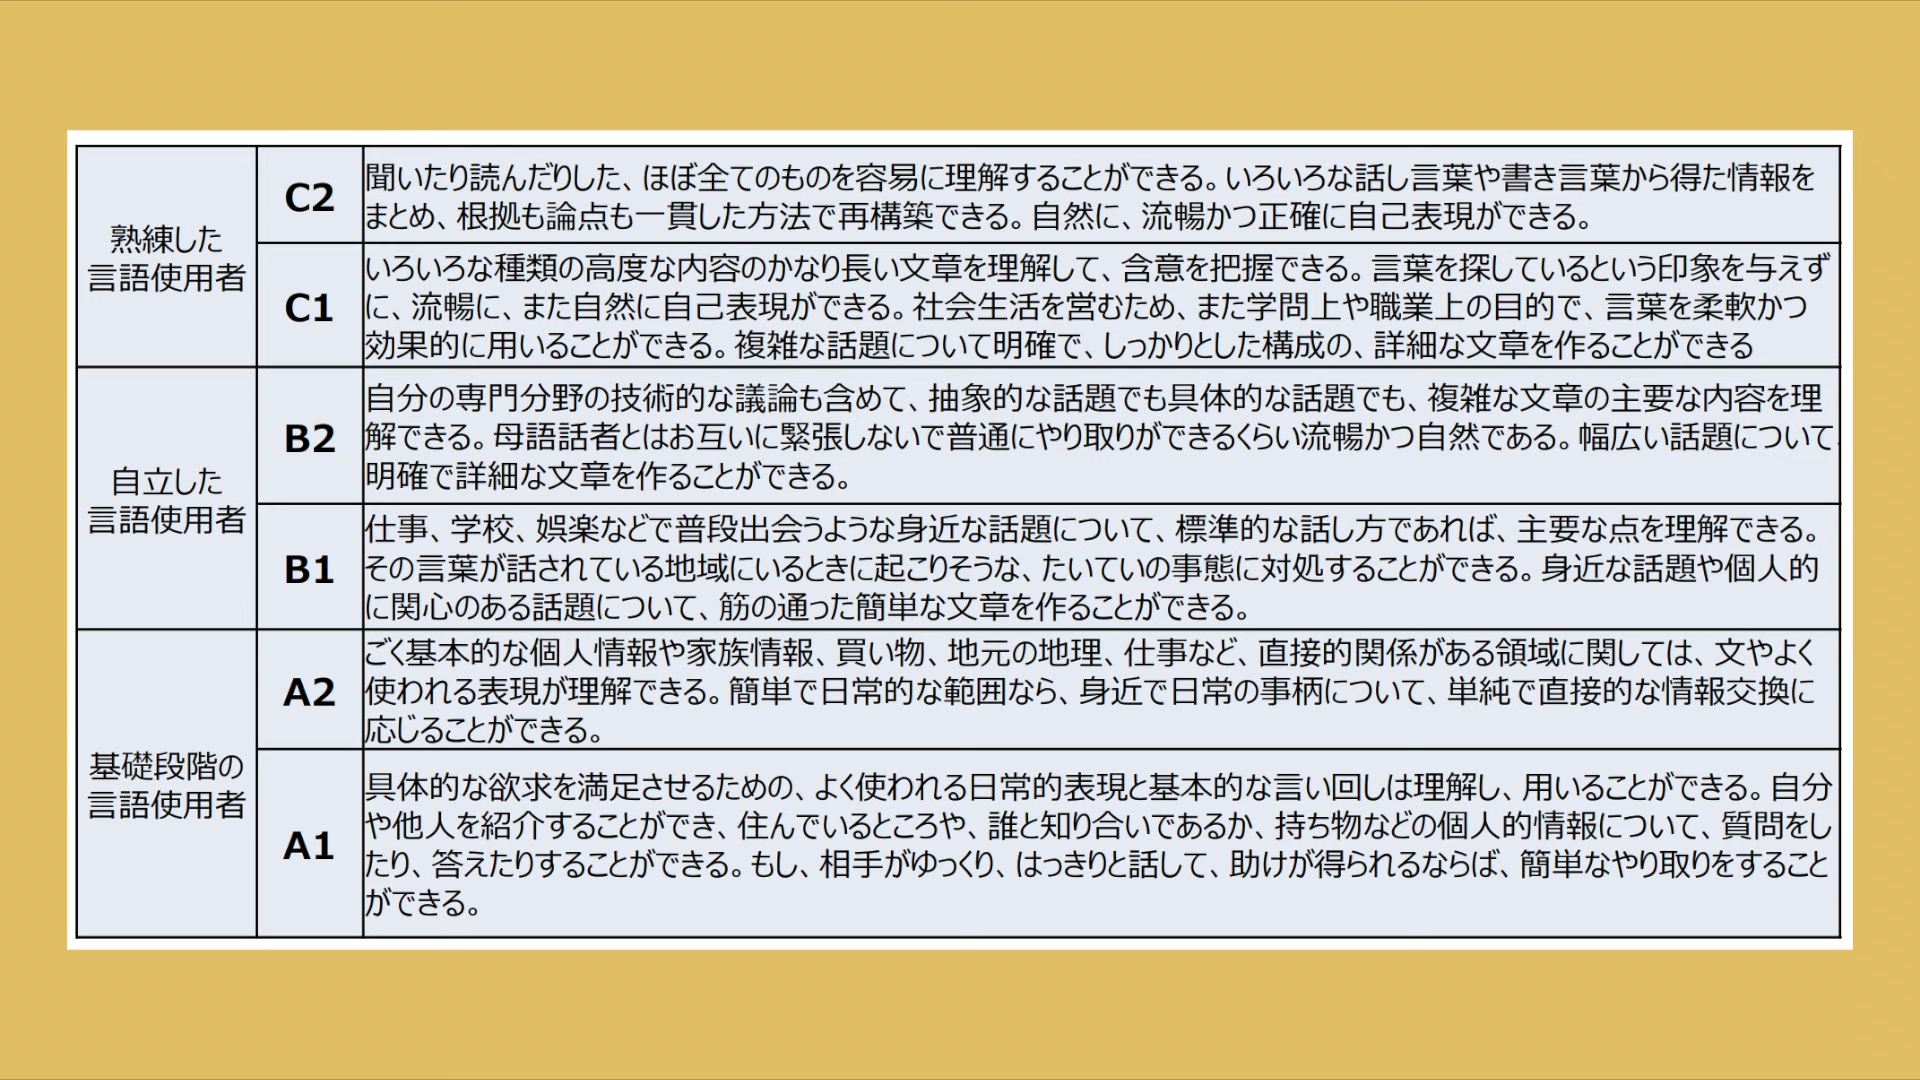 熟練した
言語使用者
C2
聞いたり読んだりした、ほぼ全てのものを容易に理解することができる。いろいろな話し言葉や書き言葉から得た情報を
まとめ、根拠も論点も一貫した方法で再構築できる。自然に、流暢かつ正確に自己表現ができる。
C1
いろいろな種類の高度な内容のかなり長い文章を理解して、含意を把握できる。言葉を探しているという印象を与えず
に、流暢に、また自然に自己表現ができる。社会生活を営むため、また学問上や職業上の目的で、言葉を柔軟かつ
効果的に用いることができる。複雑な話題について明確で、しっかりとした構成の、詳細な文章を作ることができる
自立した
言語使用者
B2
自分の専門分野の技術的な議論も含めて、抽象的な話題でも具体的な話題でも、複雑な文章の主要な内容を理
解できる。母語話者とはお互いに緊張しないで普通にやり取りができるくらい流暢かつ自然である。幅広い話題について、
明確で詳細な文章を作ることができる。
B1
仕事、学校、娯楽などで普段出会うような身近な話題について、標準的な話し方であれば、主要な点を理解できる。
その言葉が話されている地域にいるときに起こりそうな、たいていの事態に対処することができる。身近な話題や個人的
に関心のある話題について、筋の通った簡単な文章を作ることができる。
基礎段階の
言語使用者
A2
ごく基本的な個人情報や家族情報、買い物、地元の地理、仕事など、直接的関係がある領域に関しては、文やよく
使われる表現が理解できる。簡単で日常的な範囲なら、身近で日常の事柄について、単純で直接的な情報交換に
応じることができる。
A1
具体的な欲求を満足させるための、よく使われる日常的表現と基本的な言い回しは理解し、用いることができる。自分
や他人を紹介することができ、住んでいるところや、誰と知り合いであるか、持ち物などの個人的情報について、質問をし
たり、答えたりすることができる。もし、相手がゆっくり、はっきりと話して、助けが得られるならば、簡単なやり取りをすること
ができる。